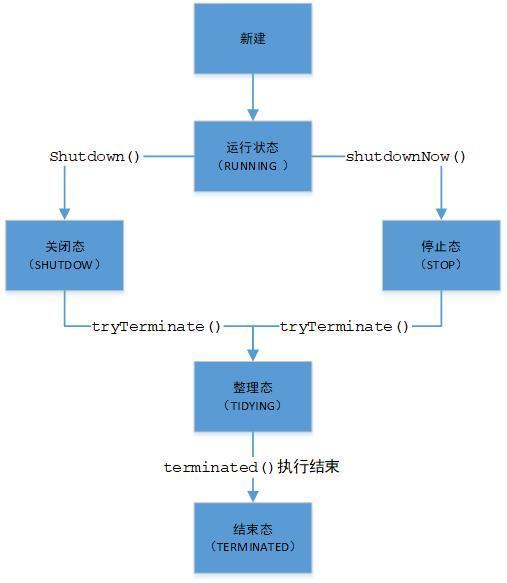 新建
运行状态
（RUNNING ）
Shutdown()
shutdownNow()
关闭态
（SHUTDOW）
停止态
（STOP）
tryTerminate()
tryTerminate()
整理态
（TIDYING）
terminated()执行结束
结束态
（TERMINATED）